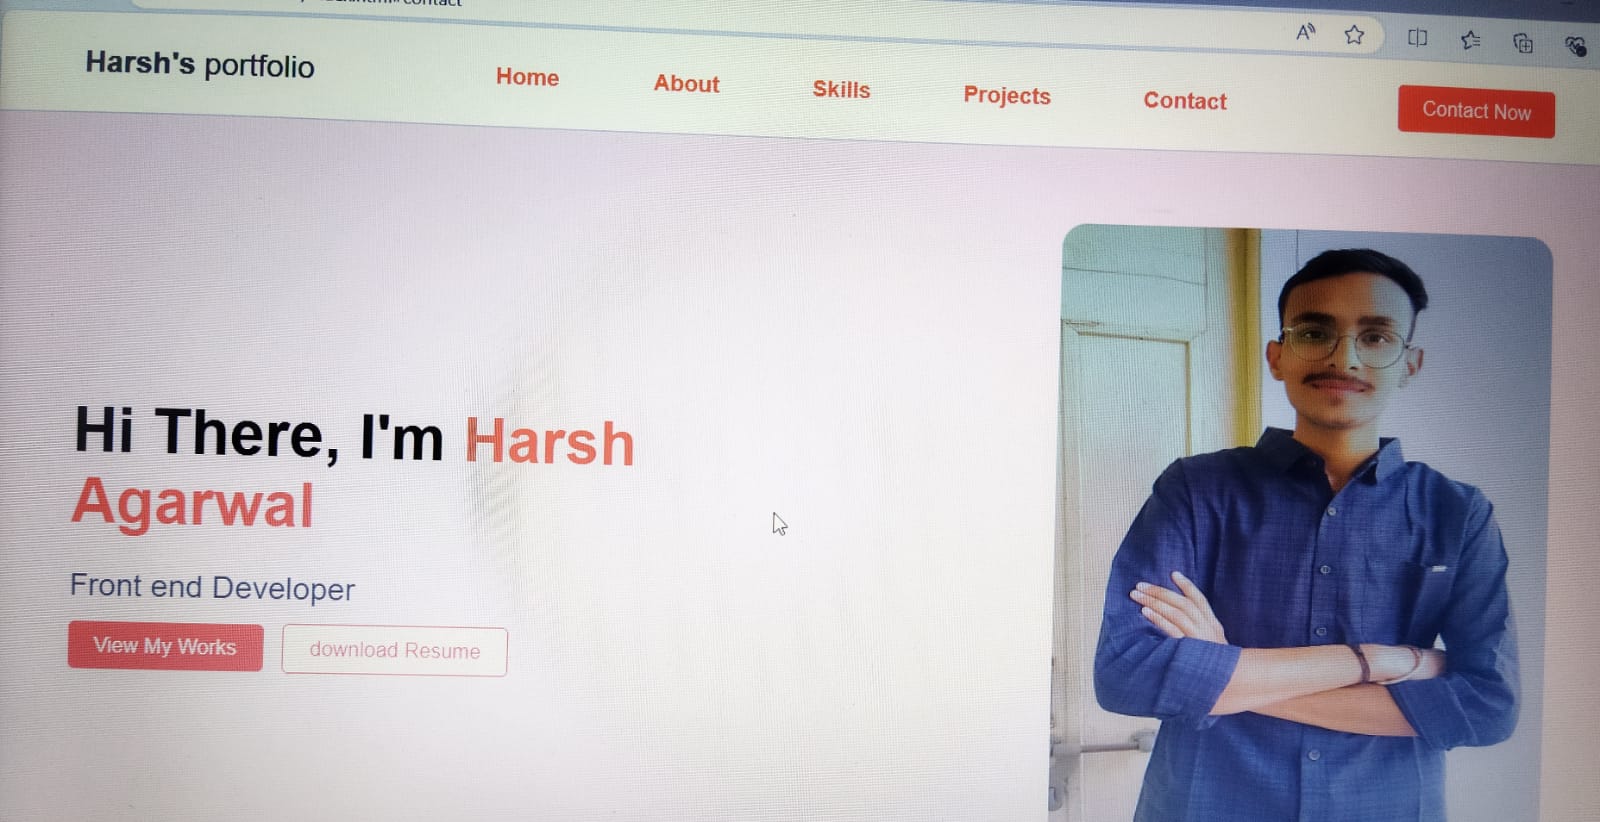 Harsh's portfolio
Home
About
Skills
Projects
Contact
Contact Now
Hi There, I'm Harsh
Agarwal
Front end Developer
View My Works
download Resume